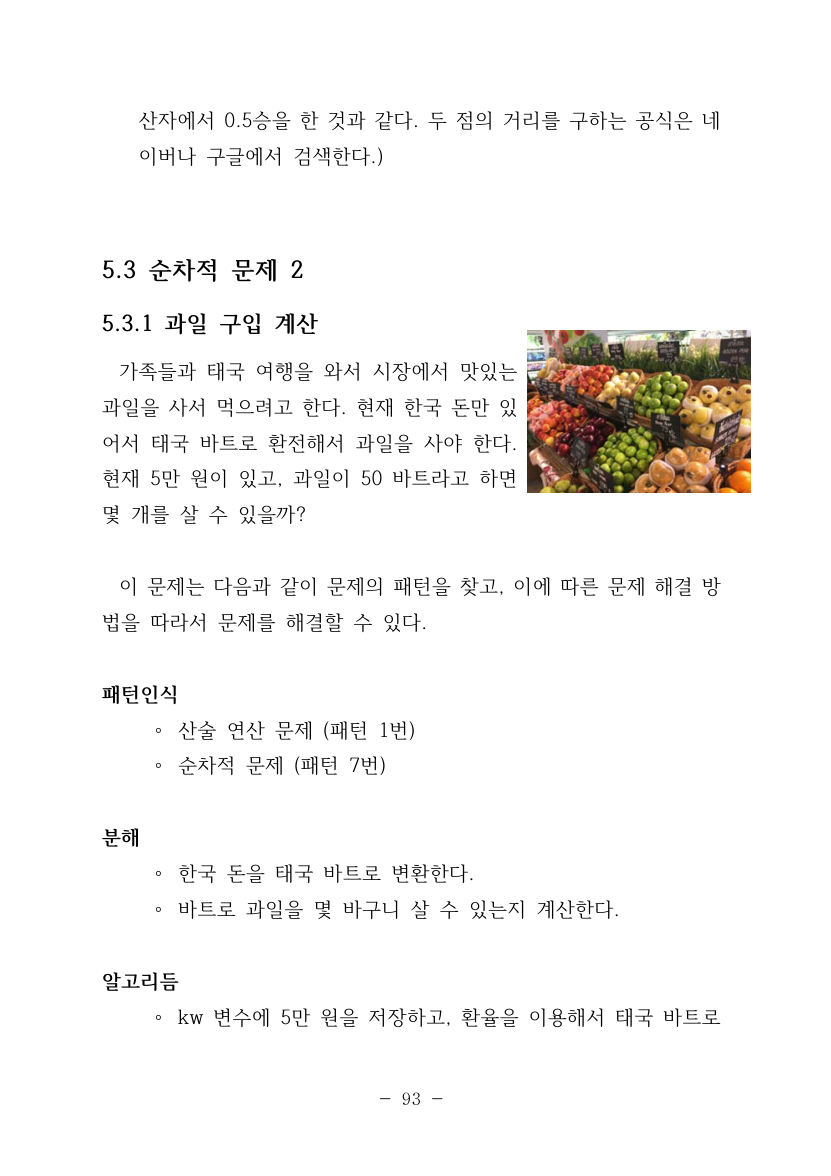 산자에서 0.5승을 한 것과 같다. 두 점의 거리를 구하는 공식은 네
이버나 구글에서 검색한다.)
5.3 순차적 문제 2
5.3.1 과일 구입 계산
가족들과 태국 여행을 와서 시장에서 맛있는
과일을 사서 먹으려고 한다. 현재 한국 돈만 있
어서 태국 바트로 환전해서 과일을 사야 한다.
현재 5만 원이 있고, 과일이 50 바트라고 하면
몇 개를 살 수 있을까?
이 문제는 다음과 같이 문제의 패턴을 찾고, 이에 따른 문제 해결 방
법을 따라서 문제를 해결할 수 있다.
패턴인식
◦ 산술 연산 문제 (패턴 1번)
◦ 순차적 문제 (패턴 7번)
분해
◦ 한국 돈을 태국 바트로 변환한다.
◦ 바트로 과일을 몇 바구니 살 수 있는지 계산한다.
알고리듬
◦ kw 변수에 5만 원을 저장하고, 환율을 이용해서 태국 바트로
- 93 -